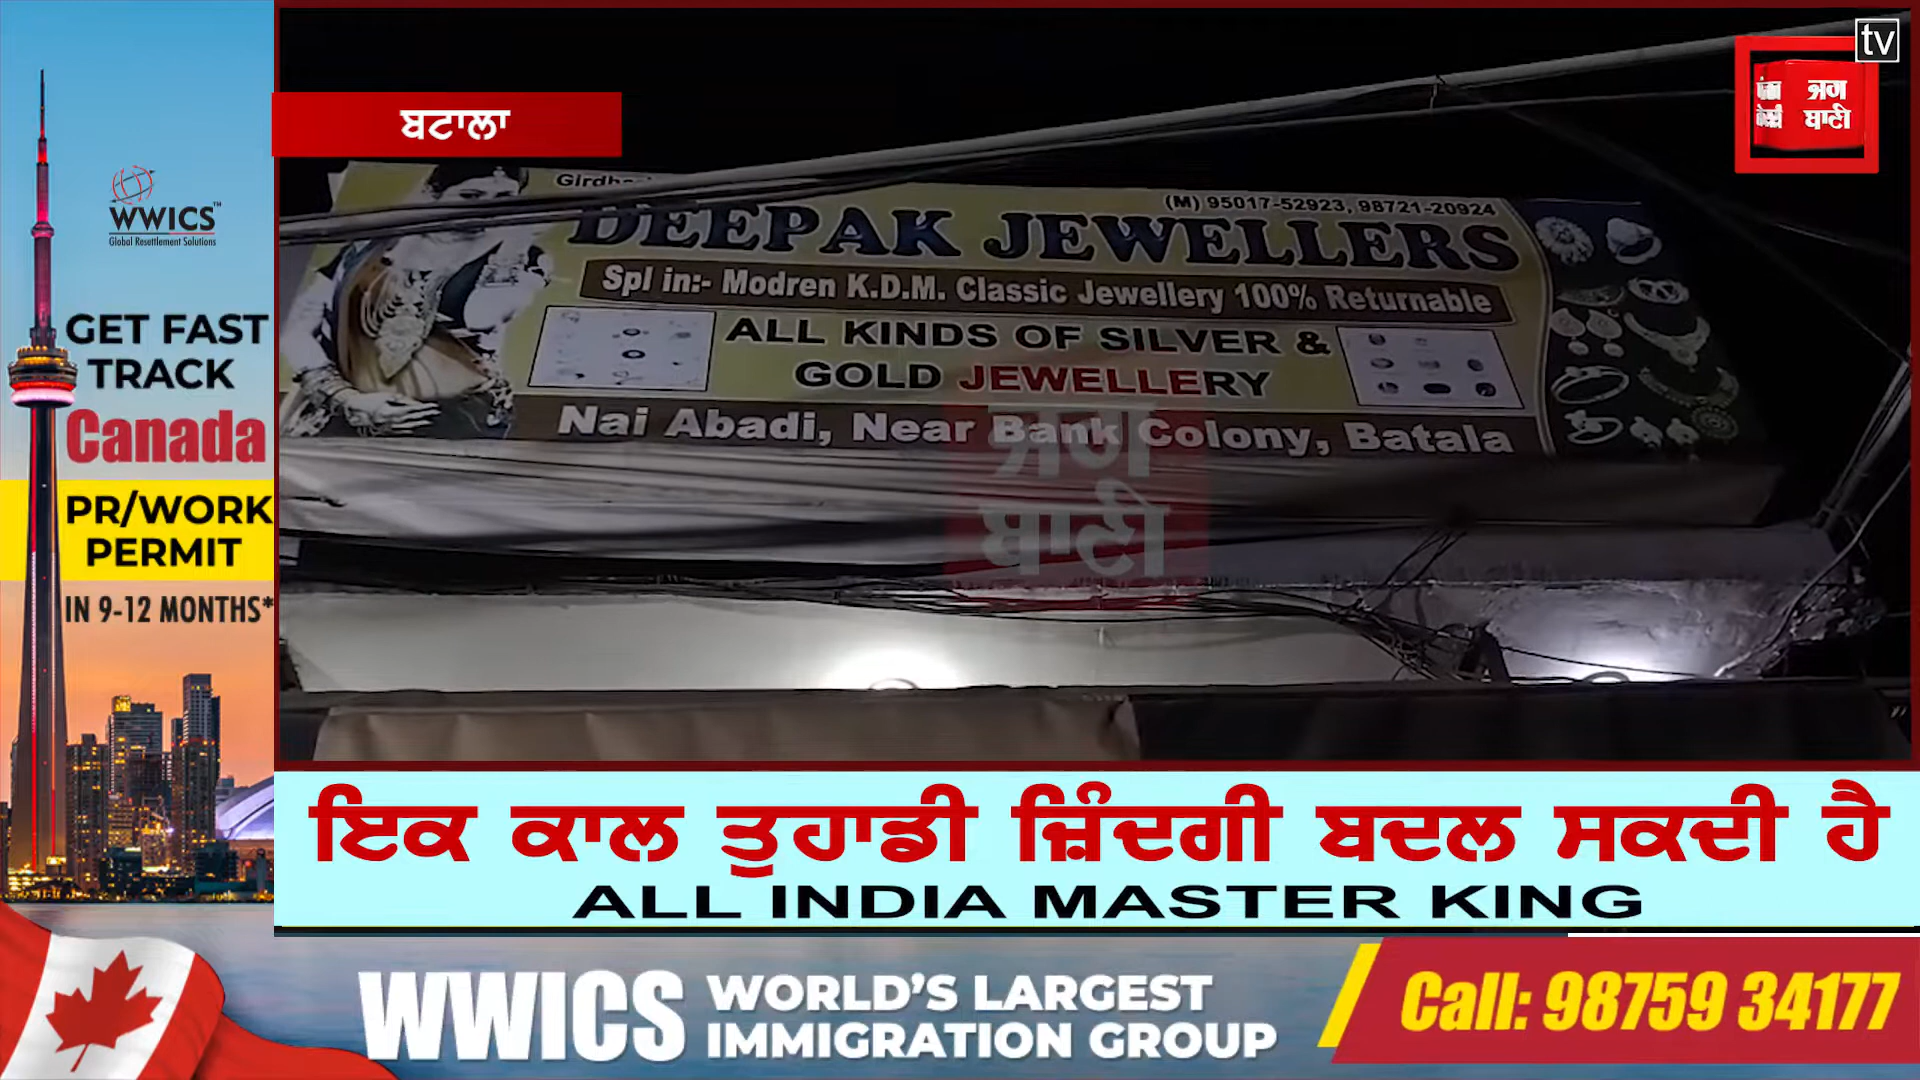 tv
ਜਗ
ਬਾਣੀ
ਬਟਾਲਾ
WWICS™
Global Resettlement Solutions
GET FAST
TRACK
Canada
PR/WORK
PERMIT
IN 9-12 MONTHS*
(M) 95017-52923, 98721-20924
DEEPAK JEWELLERS
Spl in:- Modren K.D.M. Classic Jewellery 100% Returnable
ALL KINDS OF SILVER &
GOLD JEWELLERY
Nai Abadi, Near Bank Colony, Batala
ਜਗ
ਬਾਣੀ
ਇਕ ਕਾਲ ਤੁਹਾਡੀ ਜ਼ਿੰਦਗੀ ਬਦਲ ਸਕਦੀ ਹੈ
ALL INDIA MASTER KING
WWICS WORLD'S LARGEST
IMMIGRATION GROUP
Call: 98759 34177